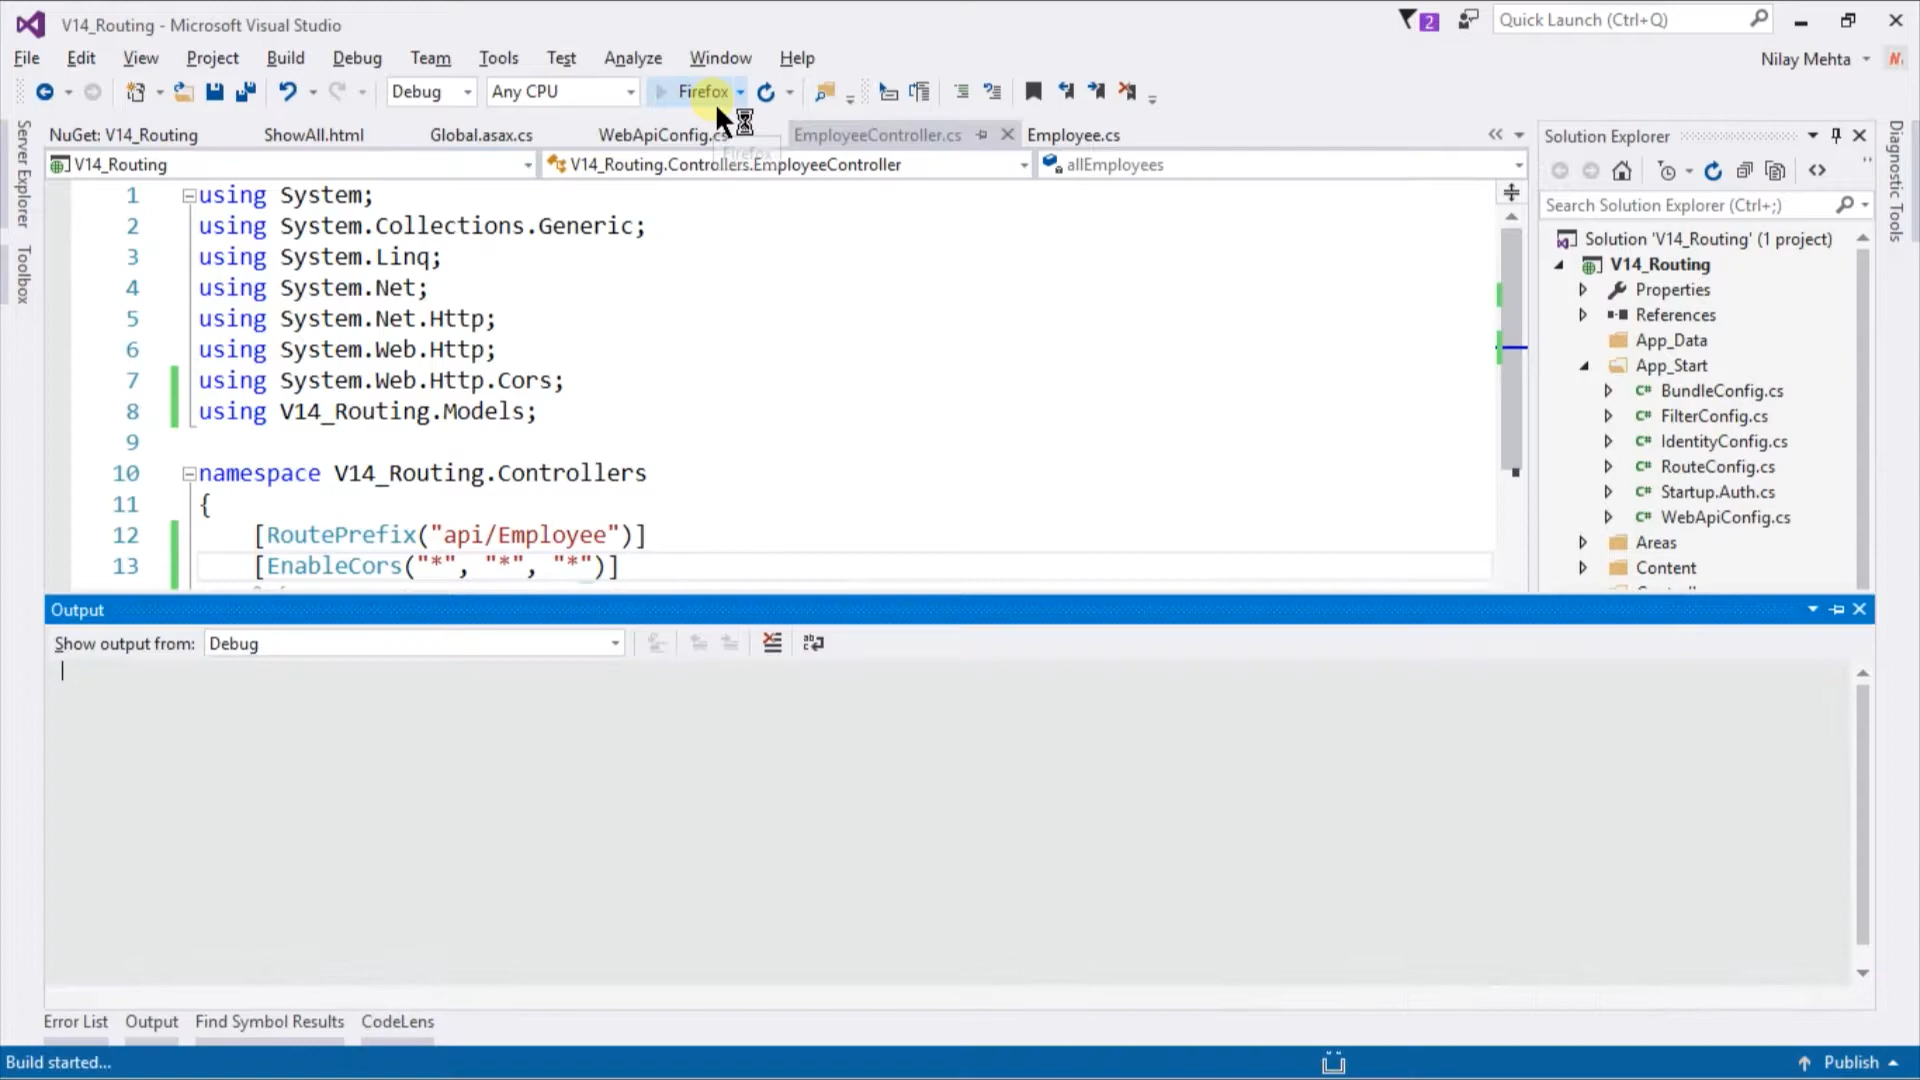 V14_Routing - Microsoft Visual Studio
2
Quick Launch (Ctrl+Q)
File Edit View Project Build Debug Team Tools Test Analyze Window Help
Nilay Mehta
N
Debug Any CPU Firefox
NuGet: V14_Routing ShowAll.html Global.asax.cs WebApiConfig.cs EmployeeController.cs Employee.cs
Firefox
V14_Routing V14_Routing.Controllers.EmployeeController allEmployees
Server Explorer
Toolbox
1 using System;
2 using System.Collections.Generic;
3 using System.Linq;
4 using System.Net;
5 using System.Net.Http;
6 using System.Web.Http;
7 using System.Web.Http.Cors;
8 using V14_Routing.Models;
9
10 namespace V14_Routing.Controllers
11 {
12 [RoutePrefix("api/Employee")]
13 [EnableCors("*", "*", "*")]
Solution Explorer
Search Solution Explorer (Ctrl+;)
Solution 'V14_Routing' (1 project)
V14_Routing
Properties
References
App_Data
App_Start
C# BundleConfig.cs
C# FilterConfig.cs
C# IdentityConfig.cs
C# RouteConfig.cs
C# Startup.Auth.cs
C# WebApiConfig.cs
Areas
Content
Diagnostic Tools
Output
Show output from: Debug
Error List Output Find Symbol Results CodeLens
Build started...
Publish